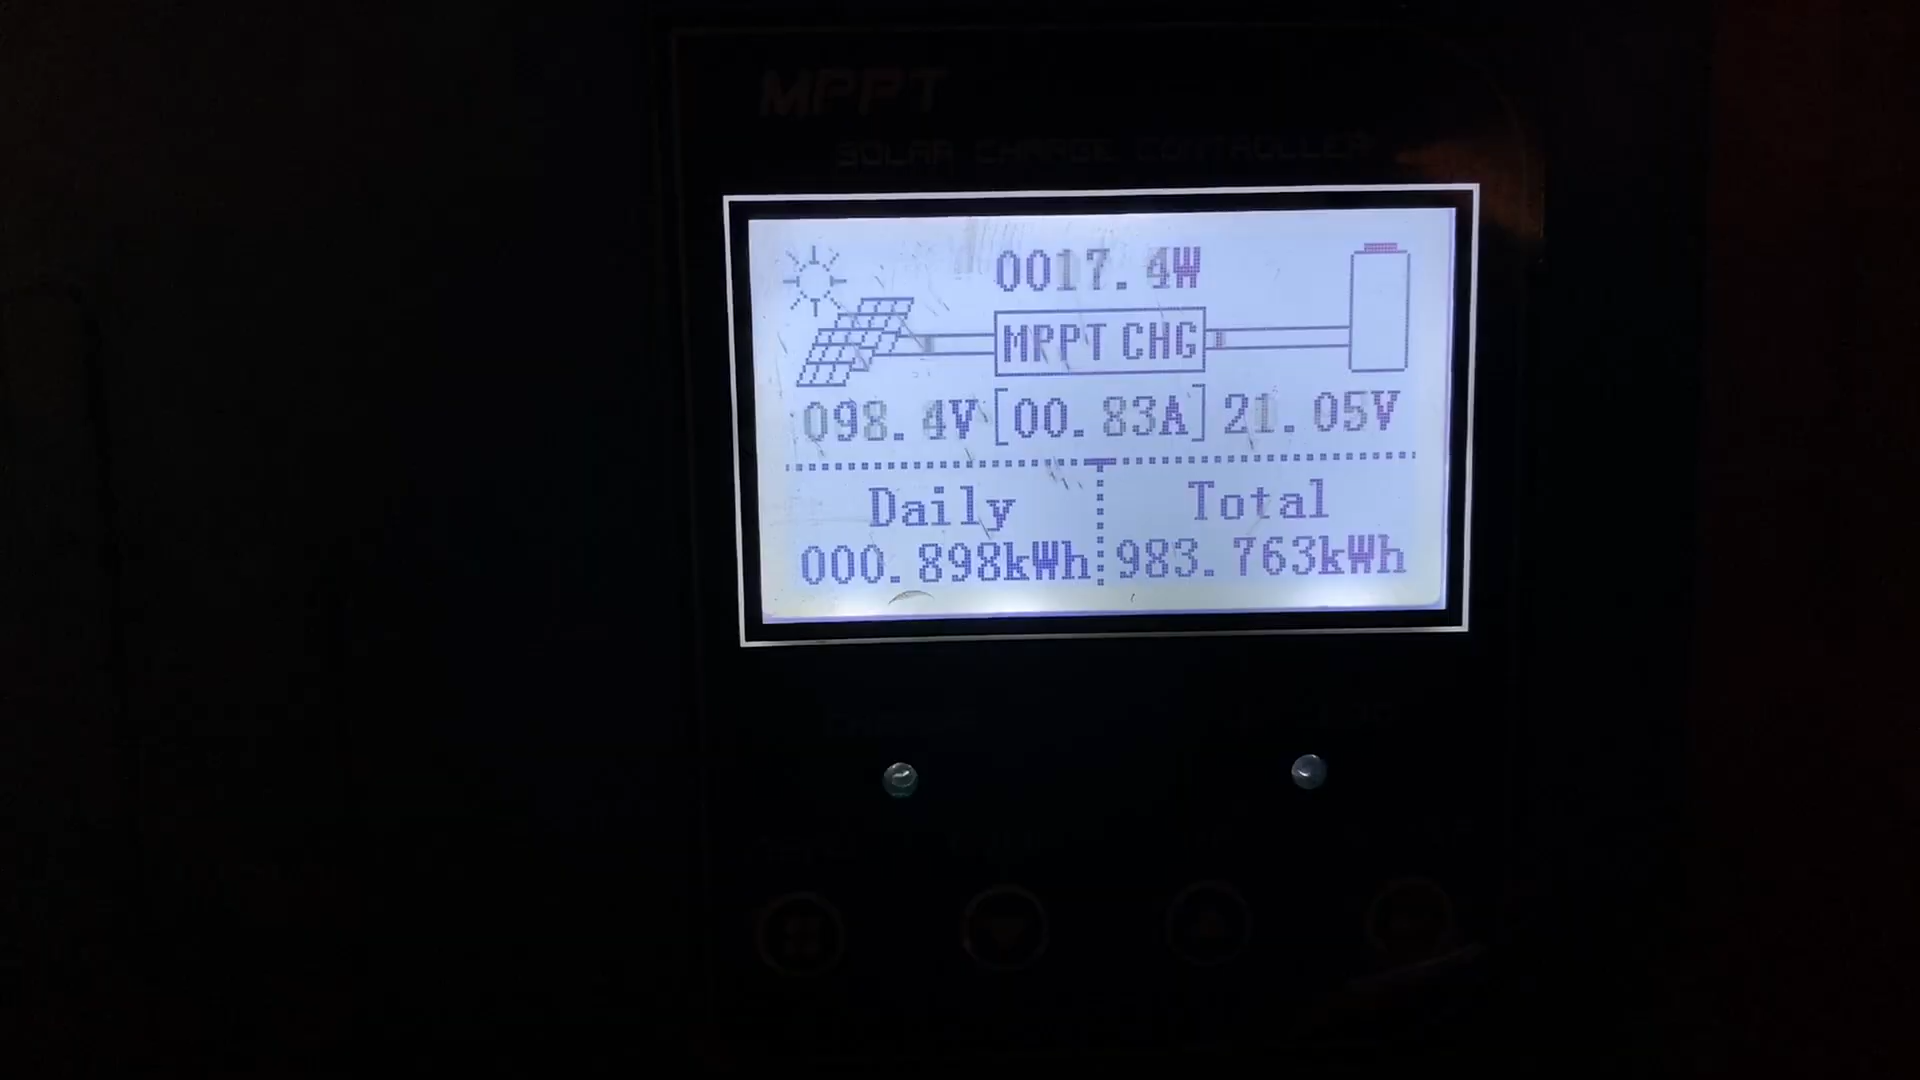 MPPT
SOLAR CHARGE CONTROLLER
0017.4W
MPPT CHG
098.4V [00.83A] 21.05V
Daily Total
000.898kWh 983.763kWh